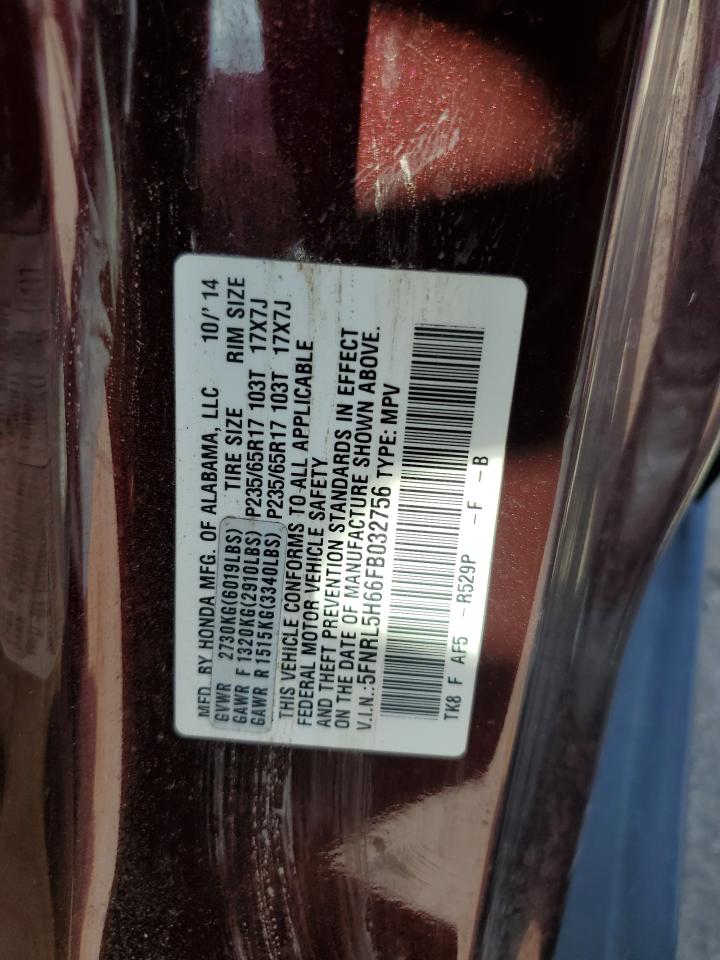 MFD. BY HONDA MFG. OF ALABAMA, LLC 10/'14
GVWR 2730KG(6019LBS) TIRE SIZE RIM SIZE
GAWR F 1320KG(2910LBS) P235/65R17 103T 17X7J
GAWR R 1515KG(3340LBS) P235/65R17 103T 17X7J
THIS VEHICLE CONFORMS TO ALL APPLICABLE
FEDERAL MOTOR VEHICLE SAFETY
AND THEFT PREVENTION STANDARDS IN EFFECT
ON THE DATE OF MANUFACTURE SHOWN ABOVE.
V.I.N.:5FNRL5H66FB032756 TYPE: MPV
TK8 F AF5 -R529P -F -B